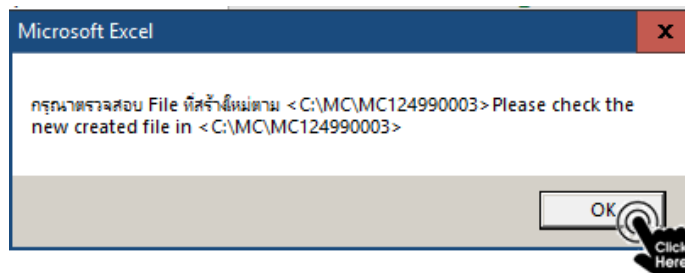 Microsoft Excel
กรุณาตรวจสอบ File ที่สร้างใหม่ตาม <C:\MC\MC124990003>Please check the
new created file in <C:\MC\MC124990003>
OK
Click
Here